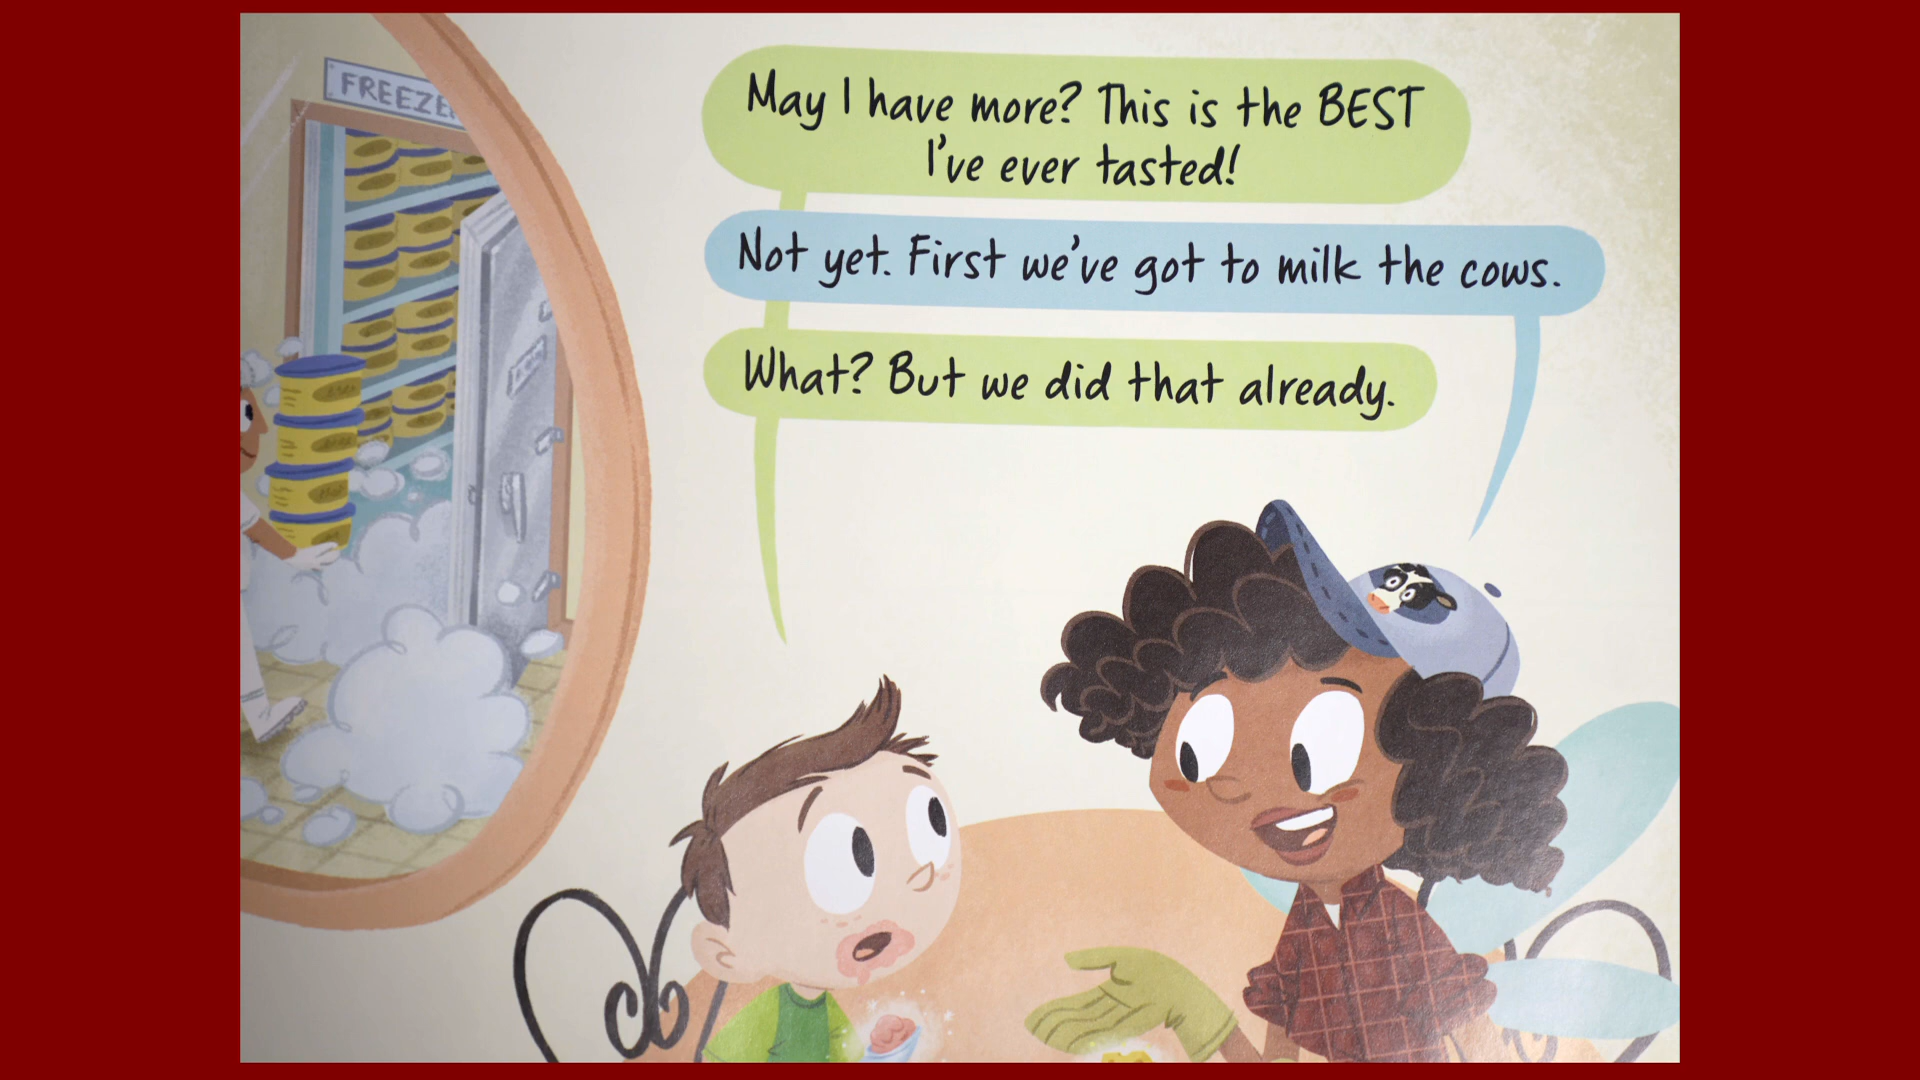 FREEZE
May I have more? This is the BEST
I've ever tasted!
Not yet. First we've got to milk the cows.
What? But we did that already.